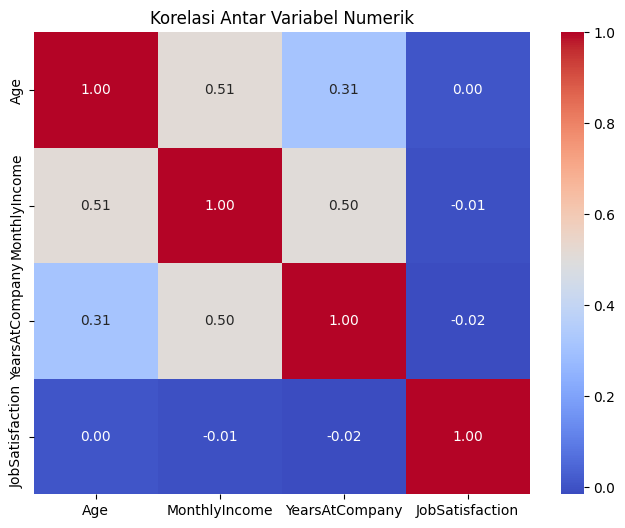 Korelasi Antar Variabel Numerik
Age
1.00
0.51
0.31
0.00
MonthlyIncome
0.51
1.00
0.50
-0.01
YearsAtCompany
0.31
0.50
1.00
-0.02
JobSatisfaction
0.00
-0.01
-0.02
1.00
Age
MonthlyIncome
YearsAtCompany
JobSatisfaction
1.0
0.8
0.6
0.4
0.2
0.0